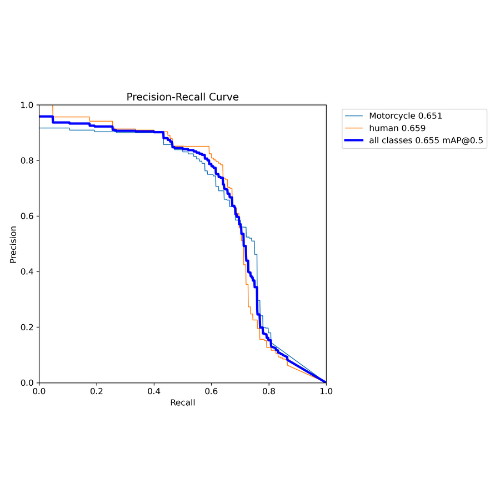 Precision-Recall Curve
Motorcycle 0.651
human 0.659
all classes 0.655 mAP@0.5
1.0
0.8
0.6
0.4
0.2
0.0
Precision
0.0 0.2 0.4 0.6 0.8 1.0
Recall